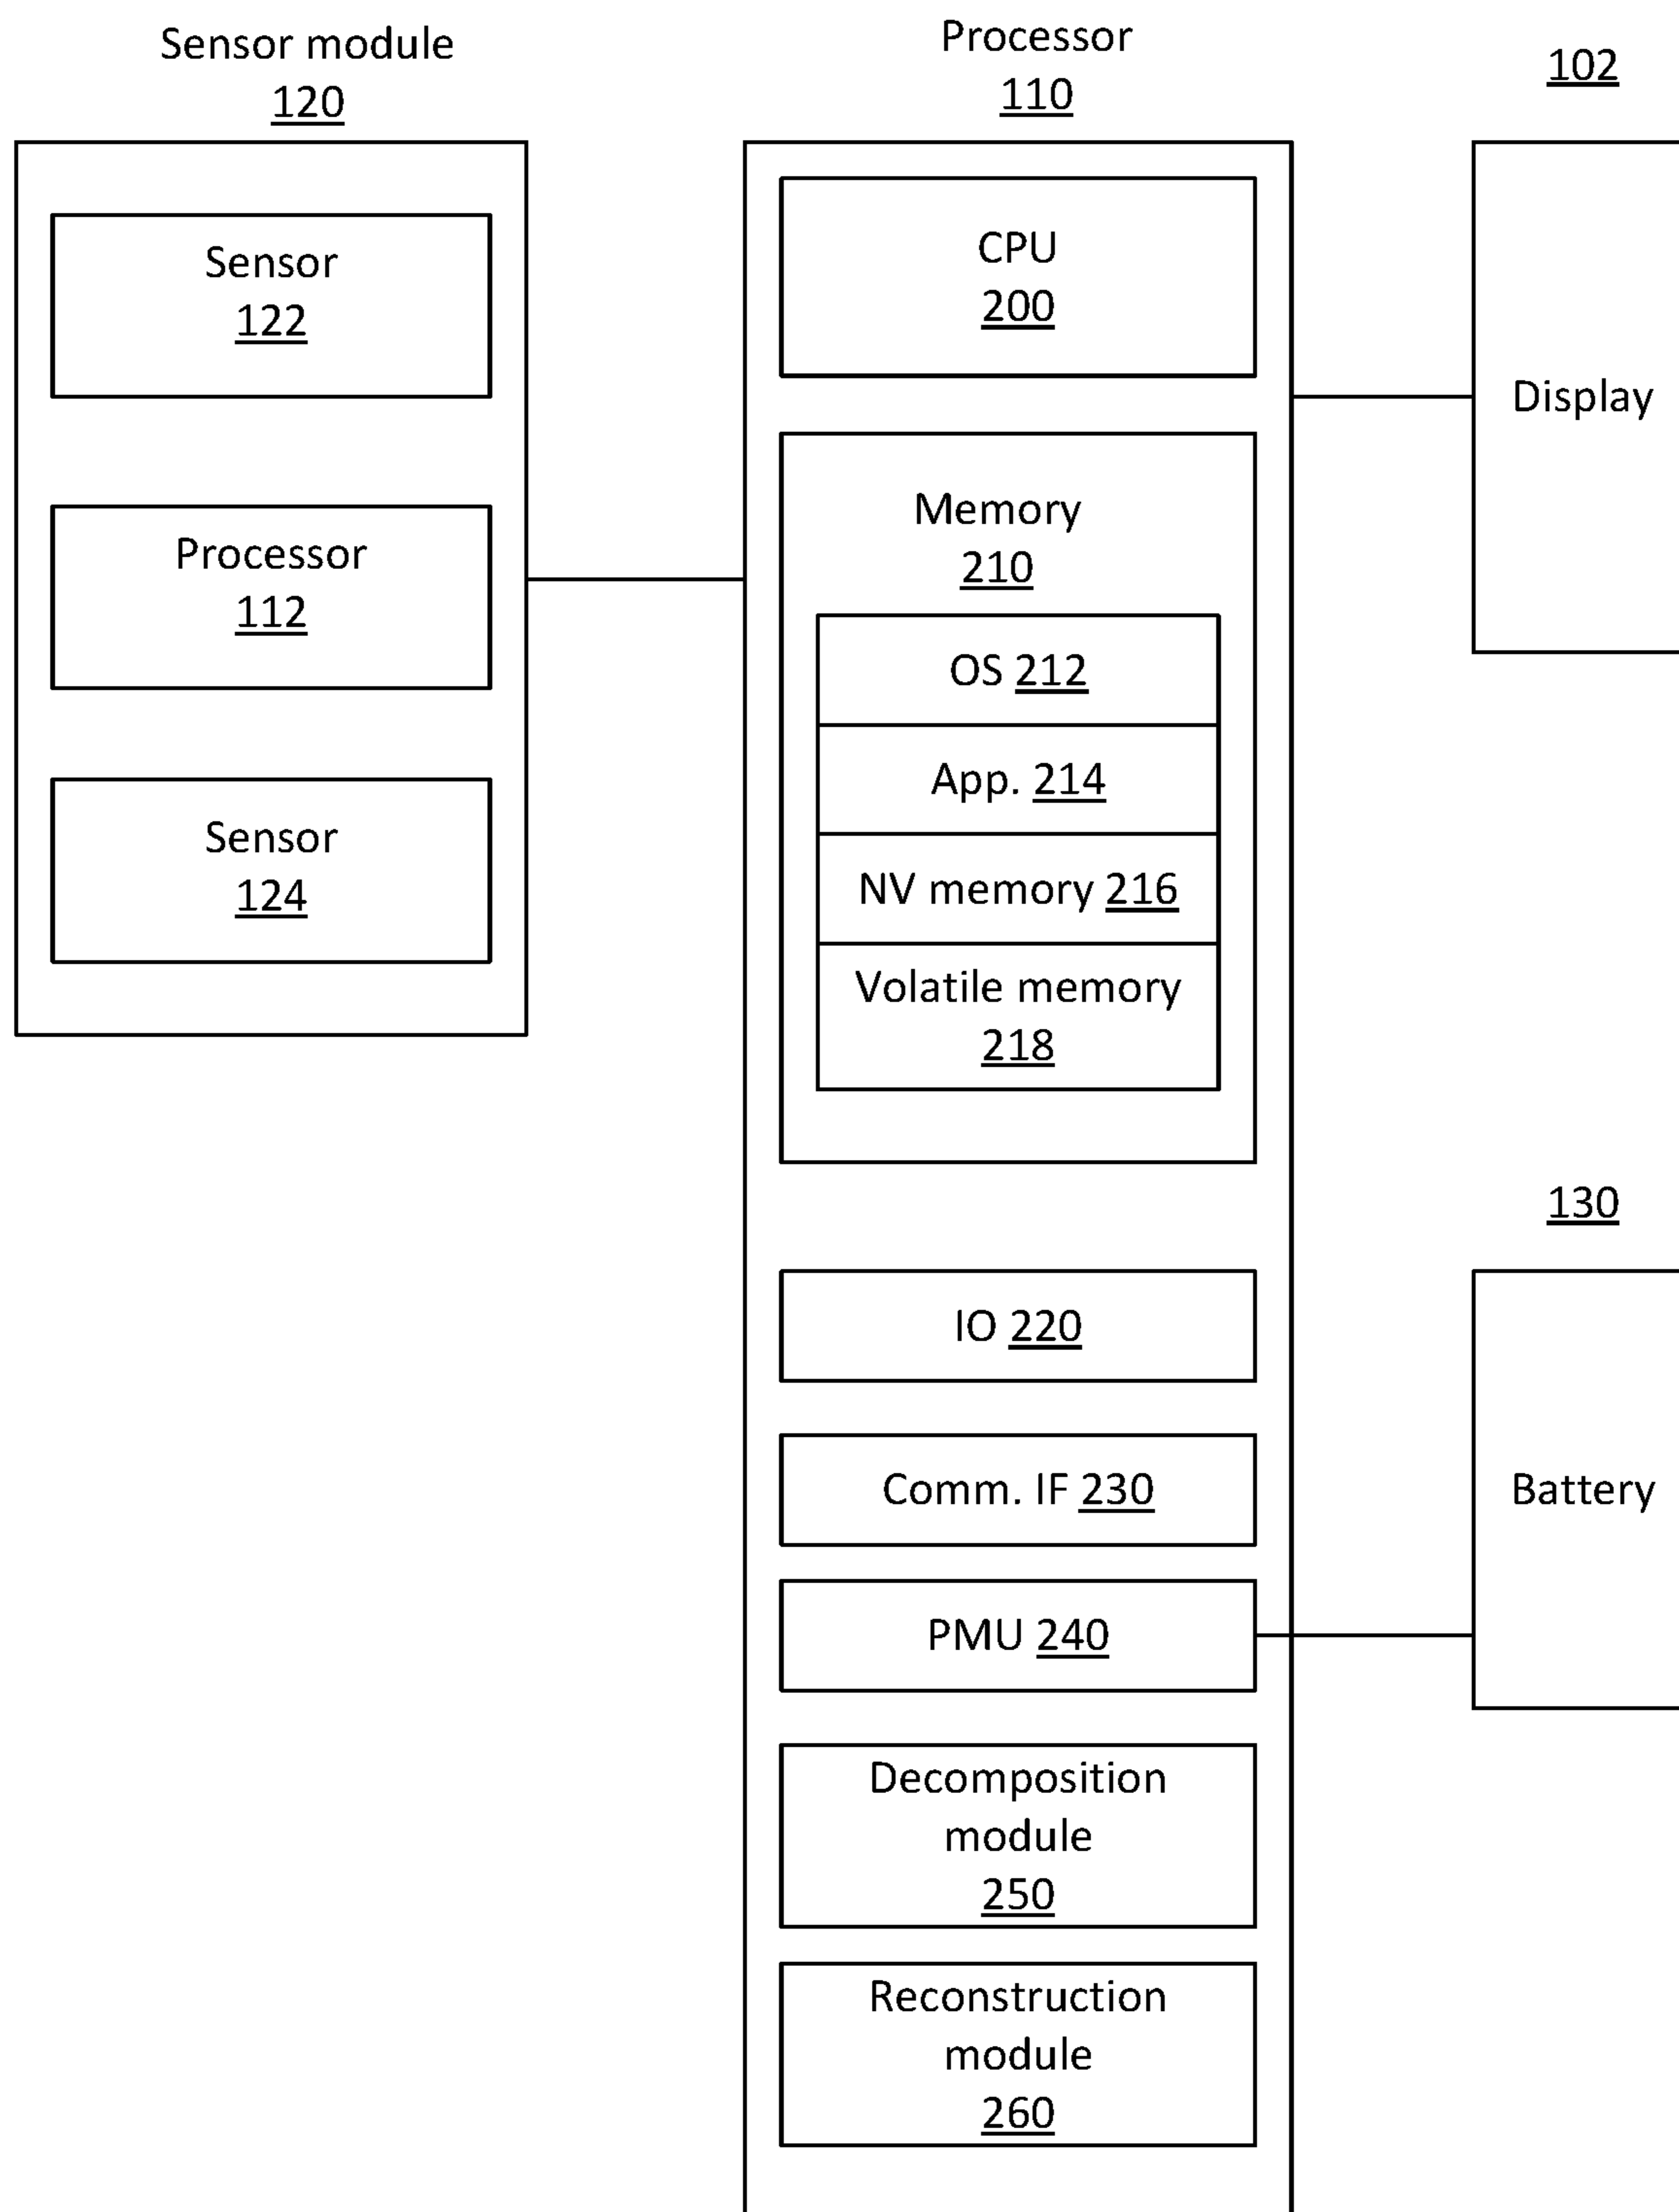 Sensor module
120
Sensor
122
Processor
112
Sensor
124
Processor
110
CPU
200
Memory
210
OS 212
App. 214
NV memory 216
Volatile memory
218
IO 220
Comm. IF 230
PMU 240
Decomposition
module
250
Reconstruction
module
260
102
Display
130
Battery